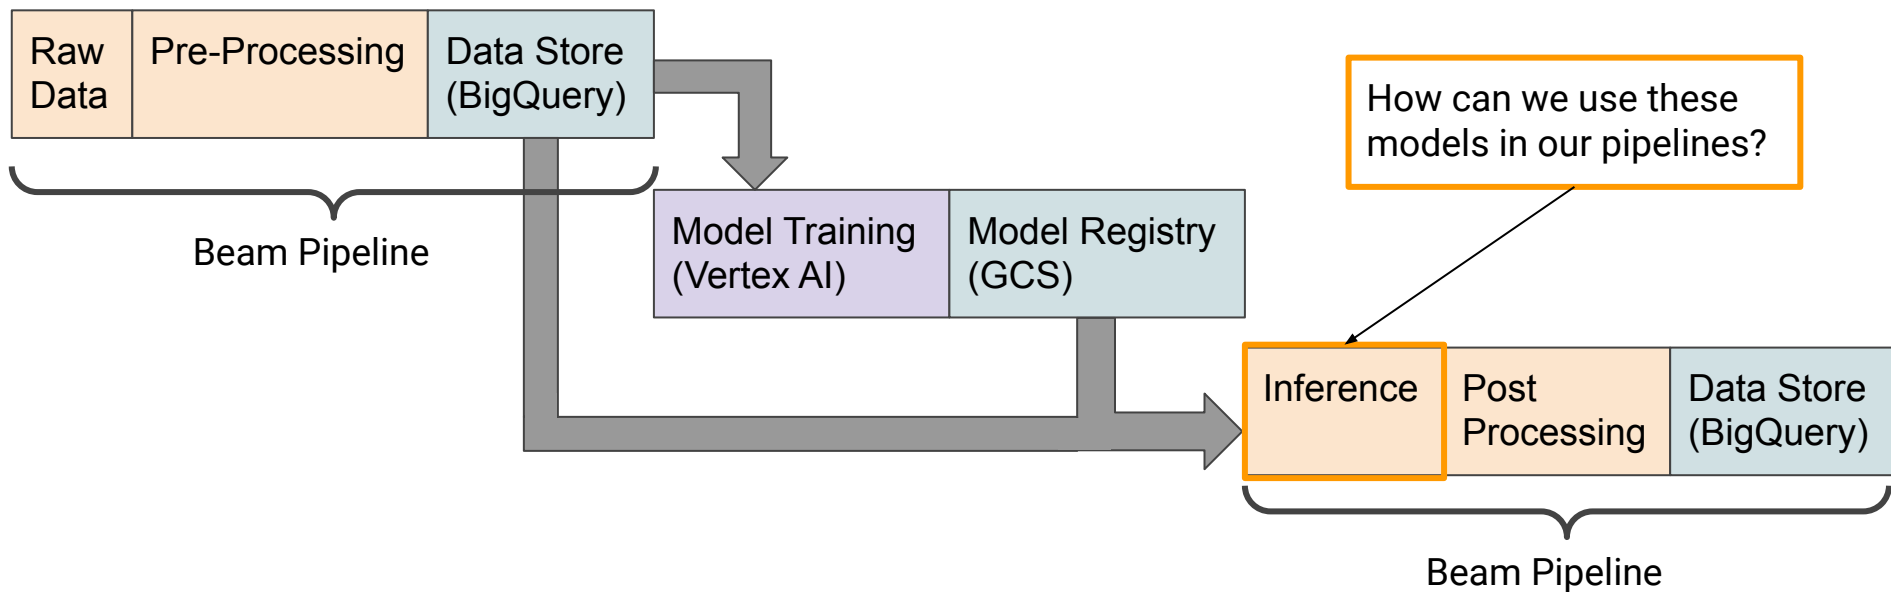 Raw
Data
Pre-Processing
Data Store
(BigQuery)
Beam Pipeline
How can we use these
models in our pipelines?
Model Training
(Vertex AI)
Model Registry
(GCS)
Inference
Post
Processing
Data Store
(BigQuery)
Beam Pipeline